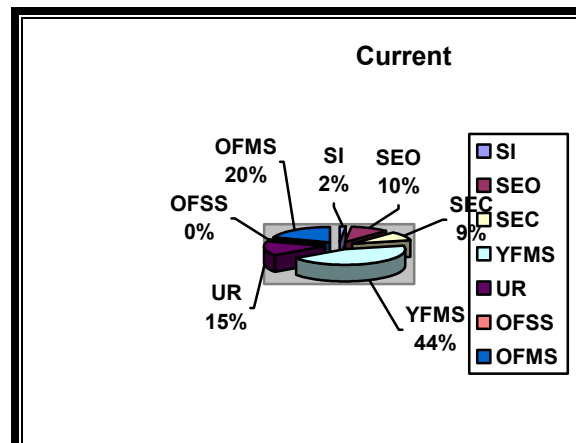 Current
OFMS
20%
SI
2%
SEO
10%
SEC
9%
OFSS
0%
UR
15%
YFMS
44%
SI
SEO
SEC
YFMS
UR
OFSS
OFMS